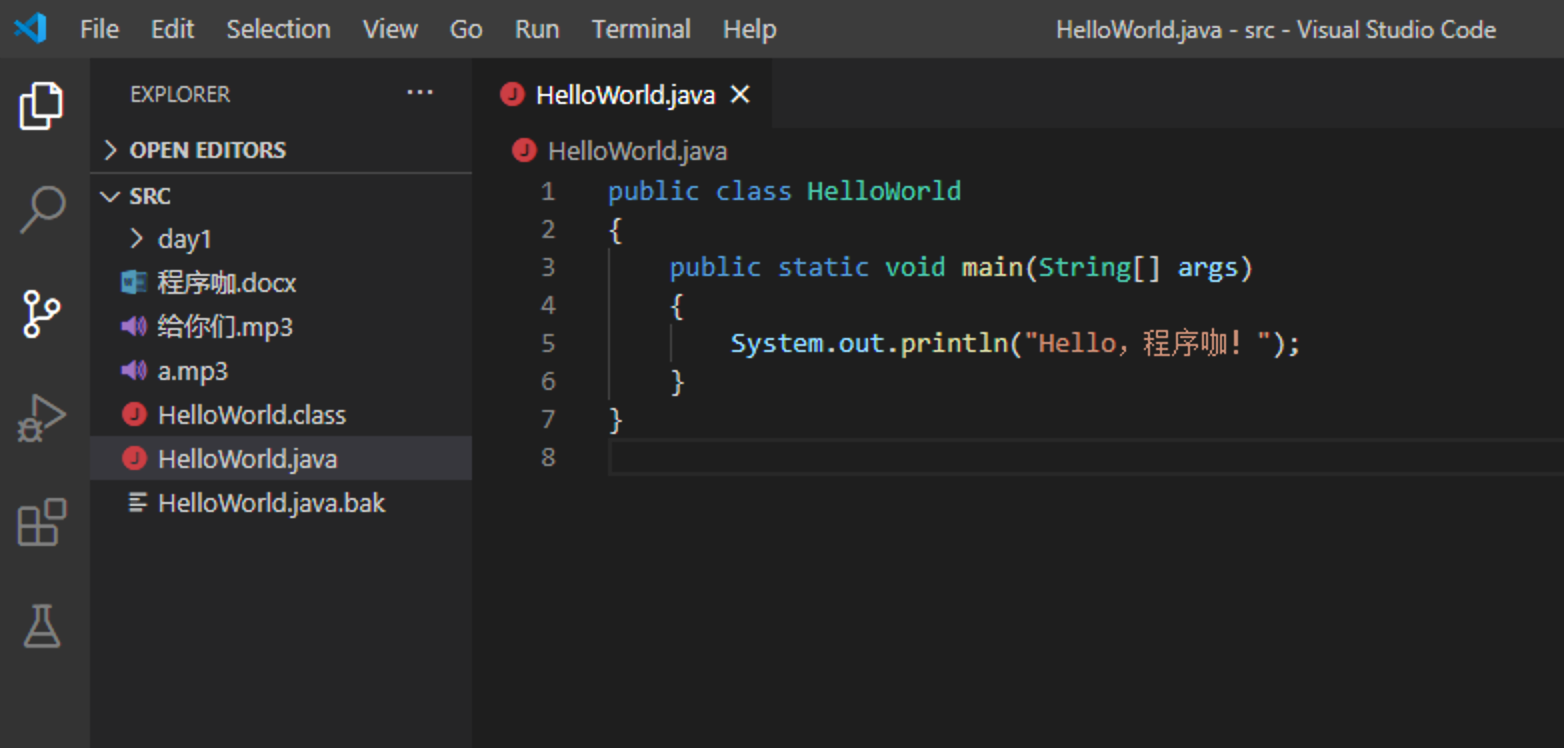 File Edit Selection View Go Run Terminal Help HelloWorld.java - src - Visual Studio Code
EXPLORER ···
OPEN EDITORS
SRC
day1
程序咖.docx
给你们.mp3
a.mp3
HelloWorld.class
HelloWorld.java
HelloWorld.java.bak
HelloWorld.java
HelloWorld.java
1 public class HelloWorld
2 {
3 public static void main(String[] args)
4 {
5 System.out.println("Hello，程序咖！");
6 }
7 }
8